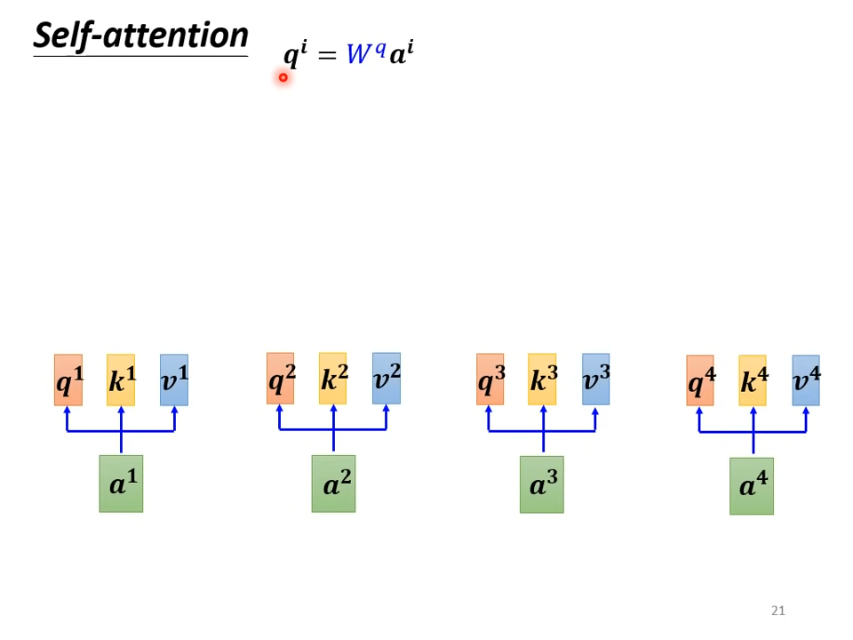 Self-attention
qⁱ = W^q aⁱ
q¹ k¹ v¹ q² k² v² q³ k³ v³ q⁴ k⁴ v⁴
a¹ a² a³ a⁴
21